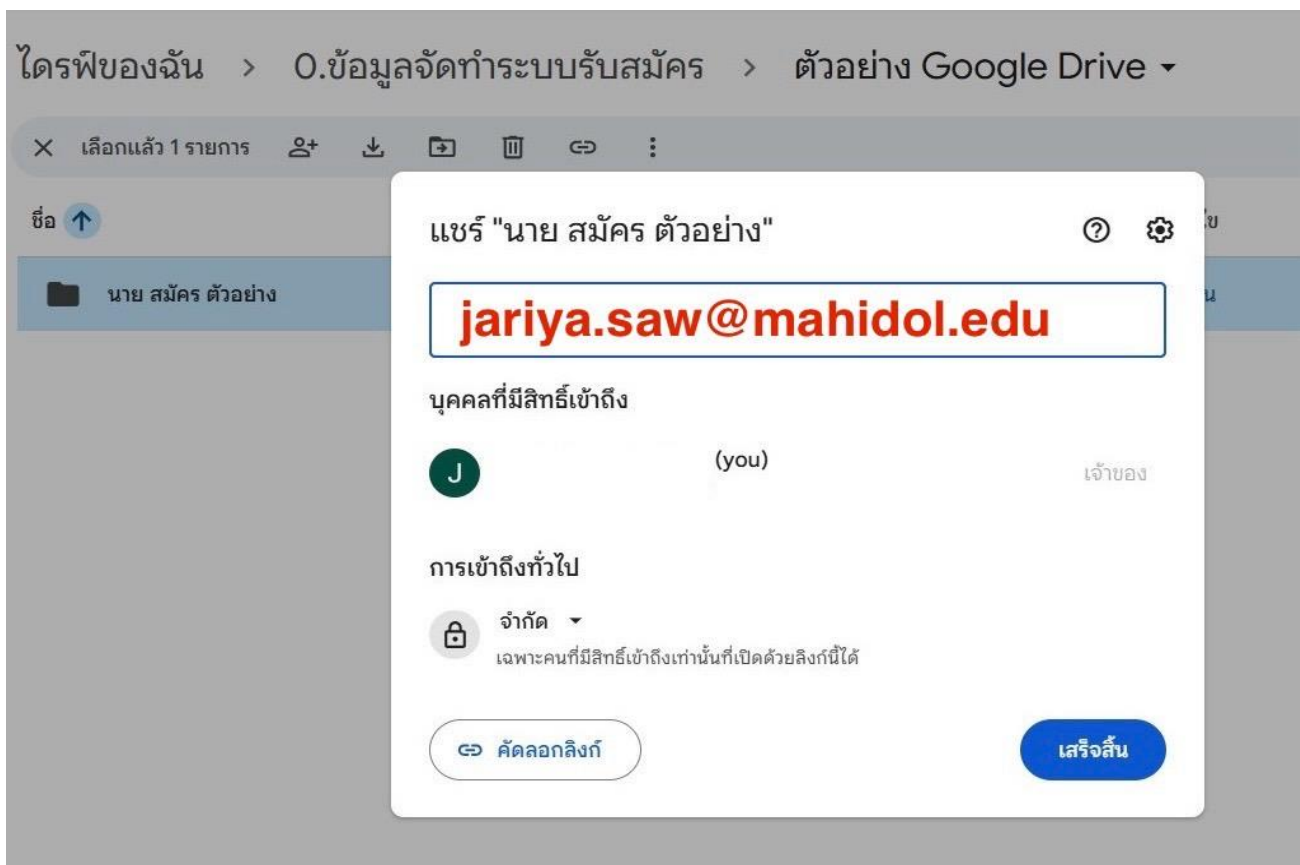 ไดรฟ์ของฉัน > 0.ข้อมูลจัดทำระบบรับสมัคร > ตัวอย่าง Google Drive
เลือกแล้ว 1 รายการ
ชื่อ
นาย สมัคร ตัวอย่าง
แชร์ "นาย สมัคร ตัวอย่าง"
jariya.saw@mahidol.edu
บุคคลที่มีสิทธิ์เข้าถึง
J (you) เจ้าของ
การเข้าถึงทั่วไป
จำกัด
เฉพาะคนที่มีสิทธิ์เข้าถึงเท่านั้นที่เปิดด้วยลิงก์นี้ได้
คัดลอกลิงก์ เสร็จสิ้น